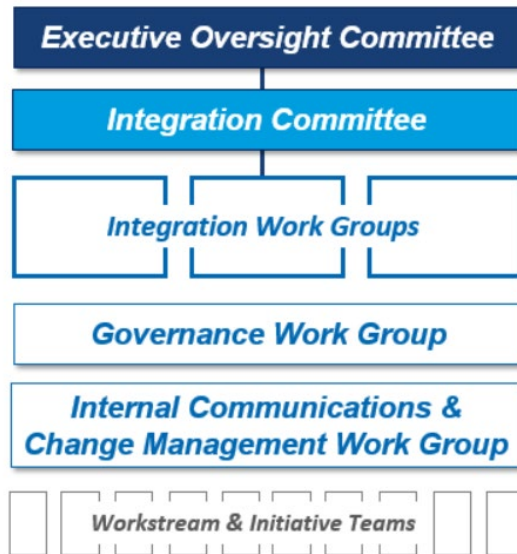 Executive Oversight Committee
Integration Committee
Integration Work Groups
Governance Work Group
Internal Communications &
Change Management Work Group
Workstream & Initiative Teams